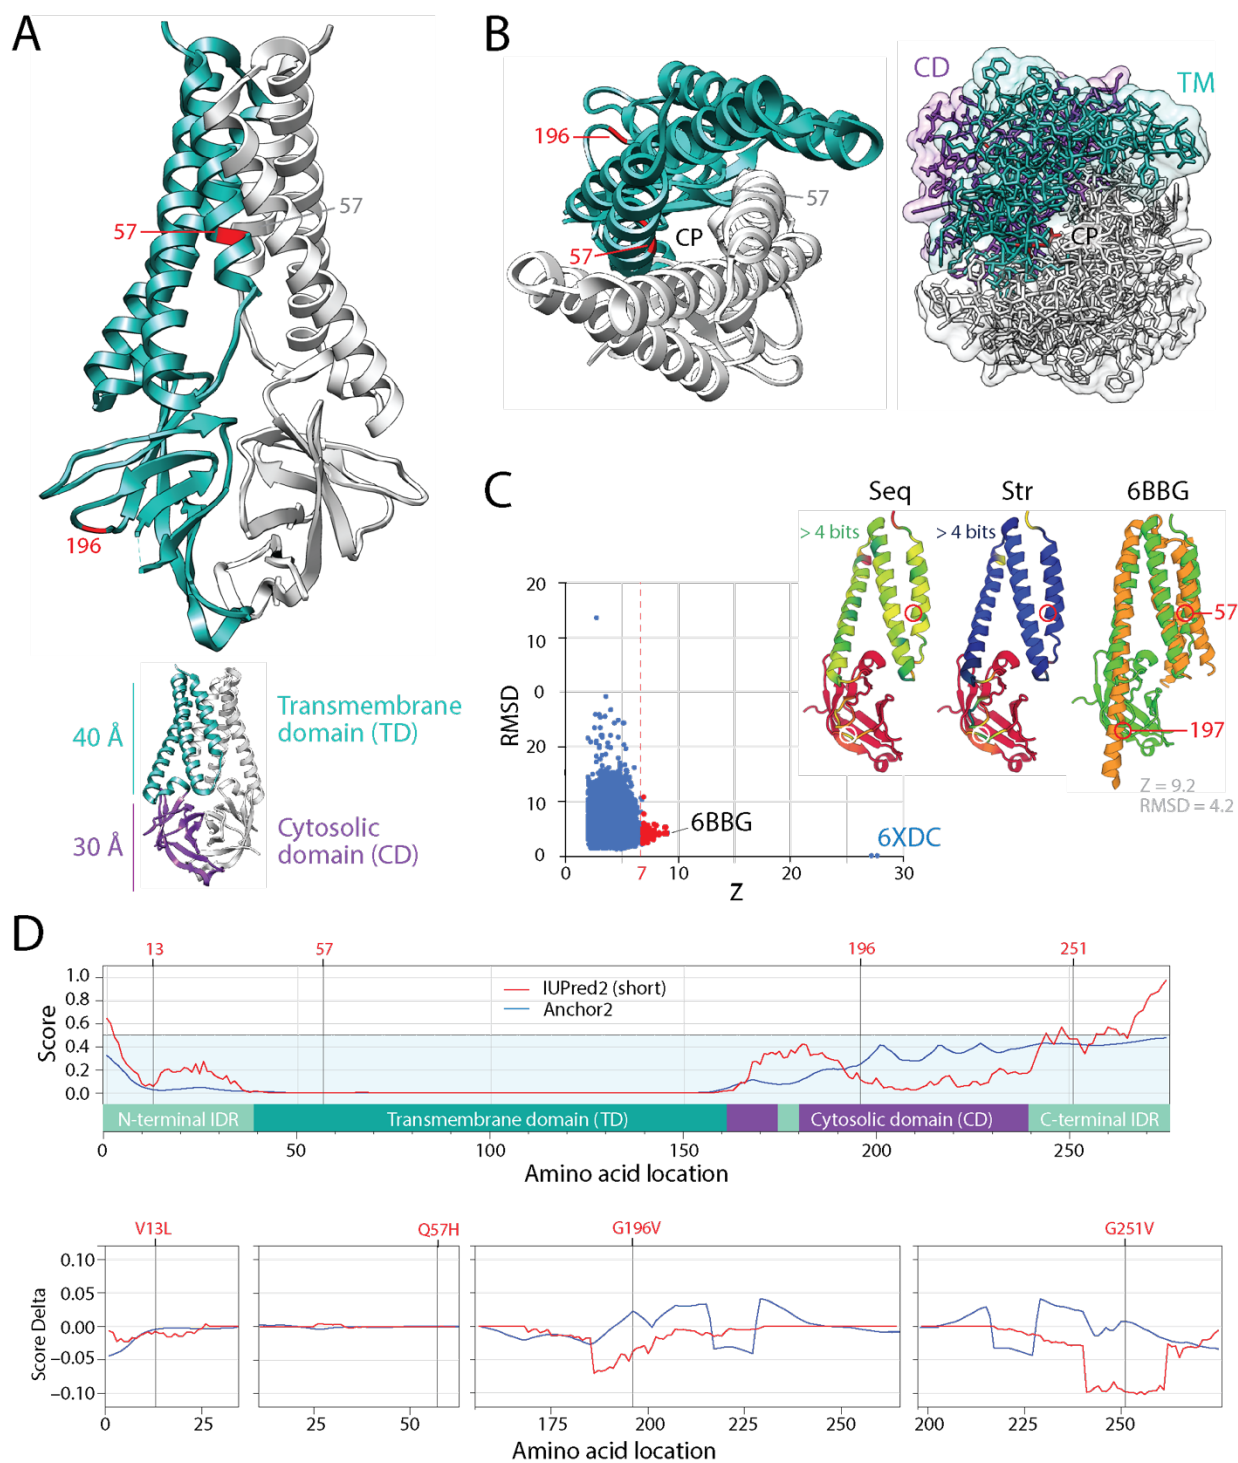 A
57
57
196
40 Å
Transmembrane
domain (TD)
30 Å
Cytosolic
domain (CD)
B
196
57
57
CP
CD
TM
CP
C
Seq
Str
6BBG
> 4 bits
> 4 bits
57
197
Z = 9.2
RMSD = 4.2
RMSD
20
10
0
20
10
0
6BBG
6XDC
0
7
10
20
30
Z
D
13
57
196
251
Score
1.0
0.8
0.6
0.4
0.2
0.0
IUPred2 (short)
Anchor2
N-terminal IDR
Transmembrane domain (TD)
Cytosolic domain (CD)
C-terminal IDR
0
50
100
150
200
250
Amino acid location
V13L
Q57H
G196V
G251V
Score Delta
0.10
0.05
0.00
−0.05
−0.10
0
25
25
50
175
200
225
200
225
250
Amino acid location